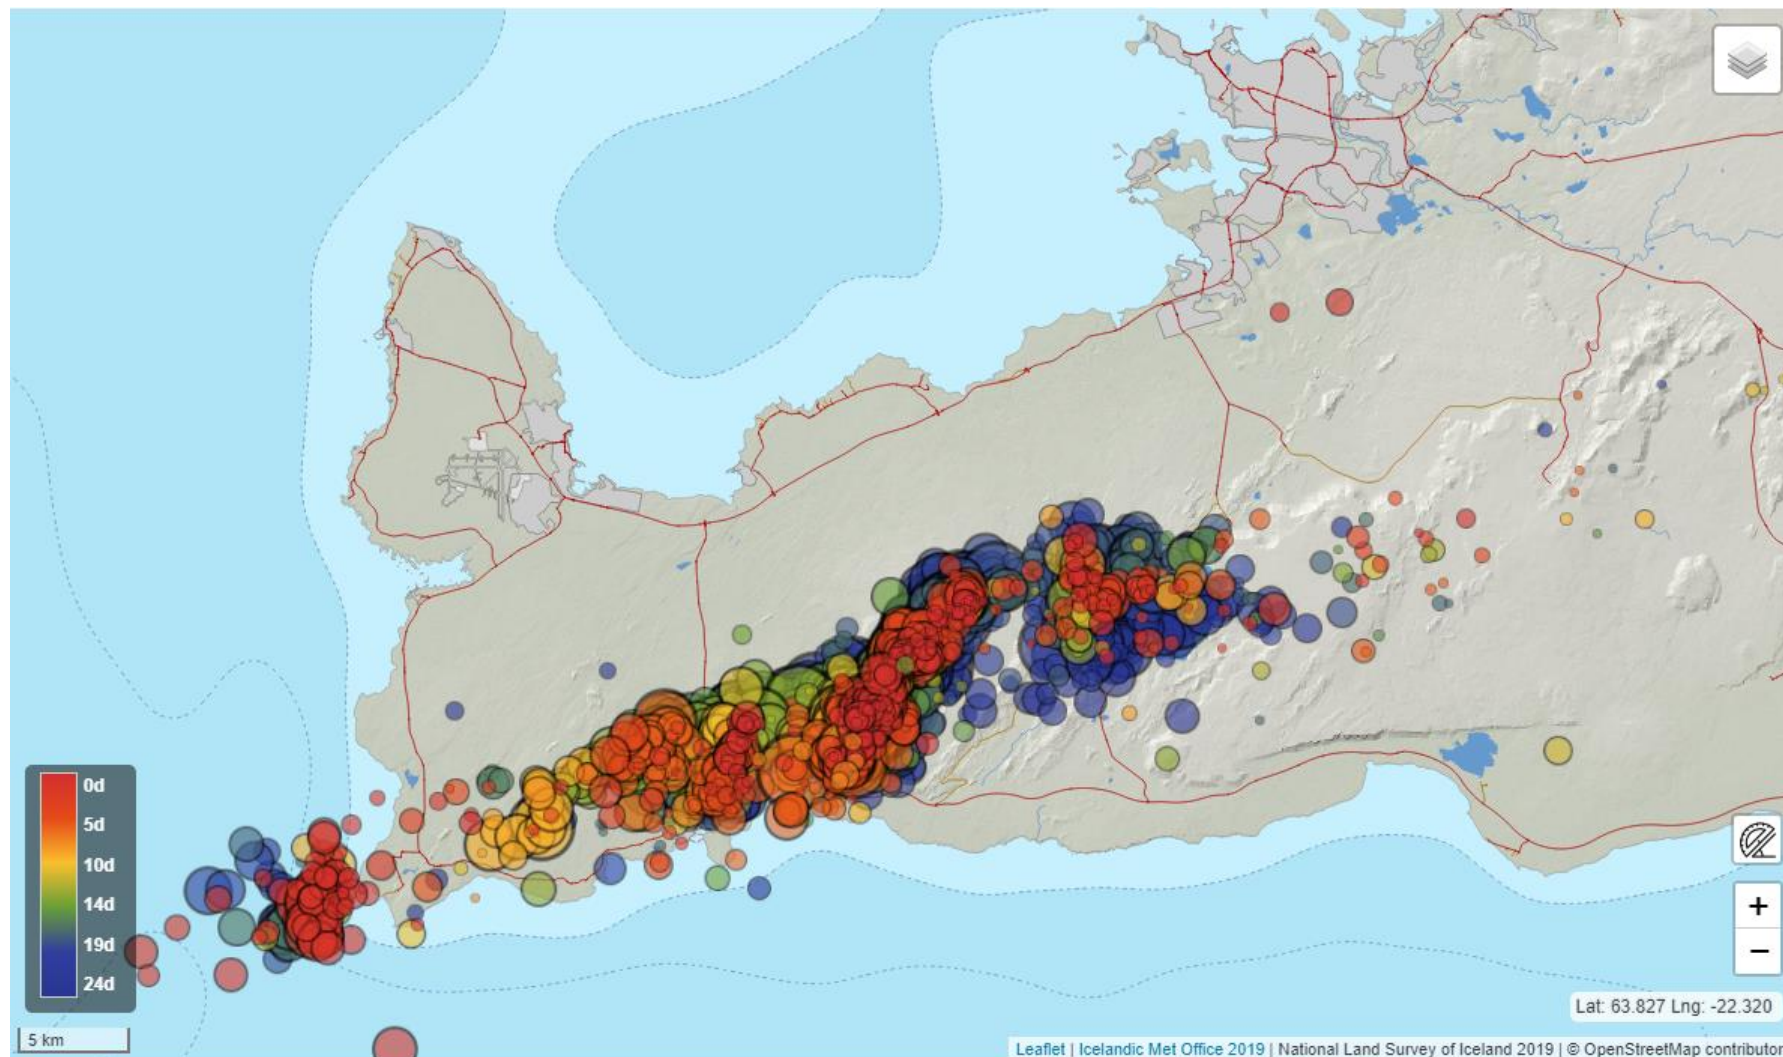 0d
5d
10d
14d
19d
24d
+
−
Lat: 63.827 Lng: -22.320
5 km
Leaflet | Icelandic Met Office 2019 | National Land Survey of Iceland 2019 | © OpenStreetMap contributor